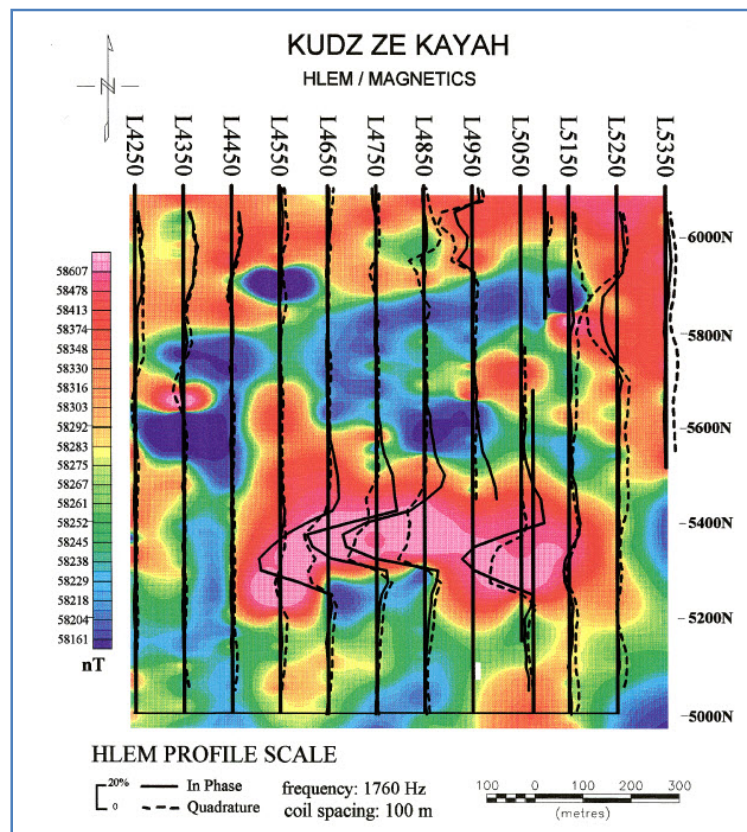 KUDZ ZE KAYAH
HLEM / MAGNETICS
N
L4250 L4350 L4450 L4550 L4650 L4750 L4850 L4950 L5050 L5150 L5250 L5350
6000N
5800N
5600N
5400N
5200N
5000N
58607
58478
58413
58374
58348
58330
58316
58303
58292
58283
58275
58267
58261
58252
58245
58238
58229
58218
58204
58161
nT
HLEM PROFILE SCALE
20% In Phase frequency: 1760 Hz 100 0 100 200 300
0 Quadrature coil spacing: 100 m (metres)